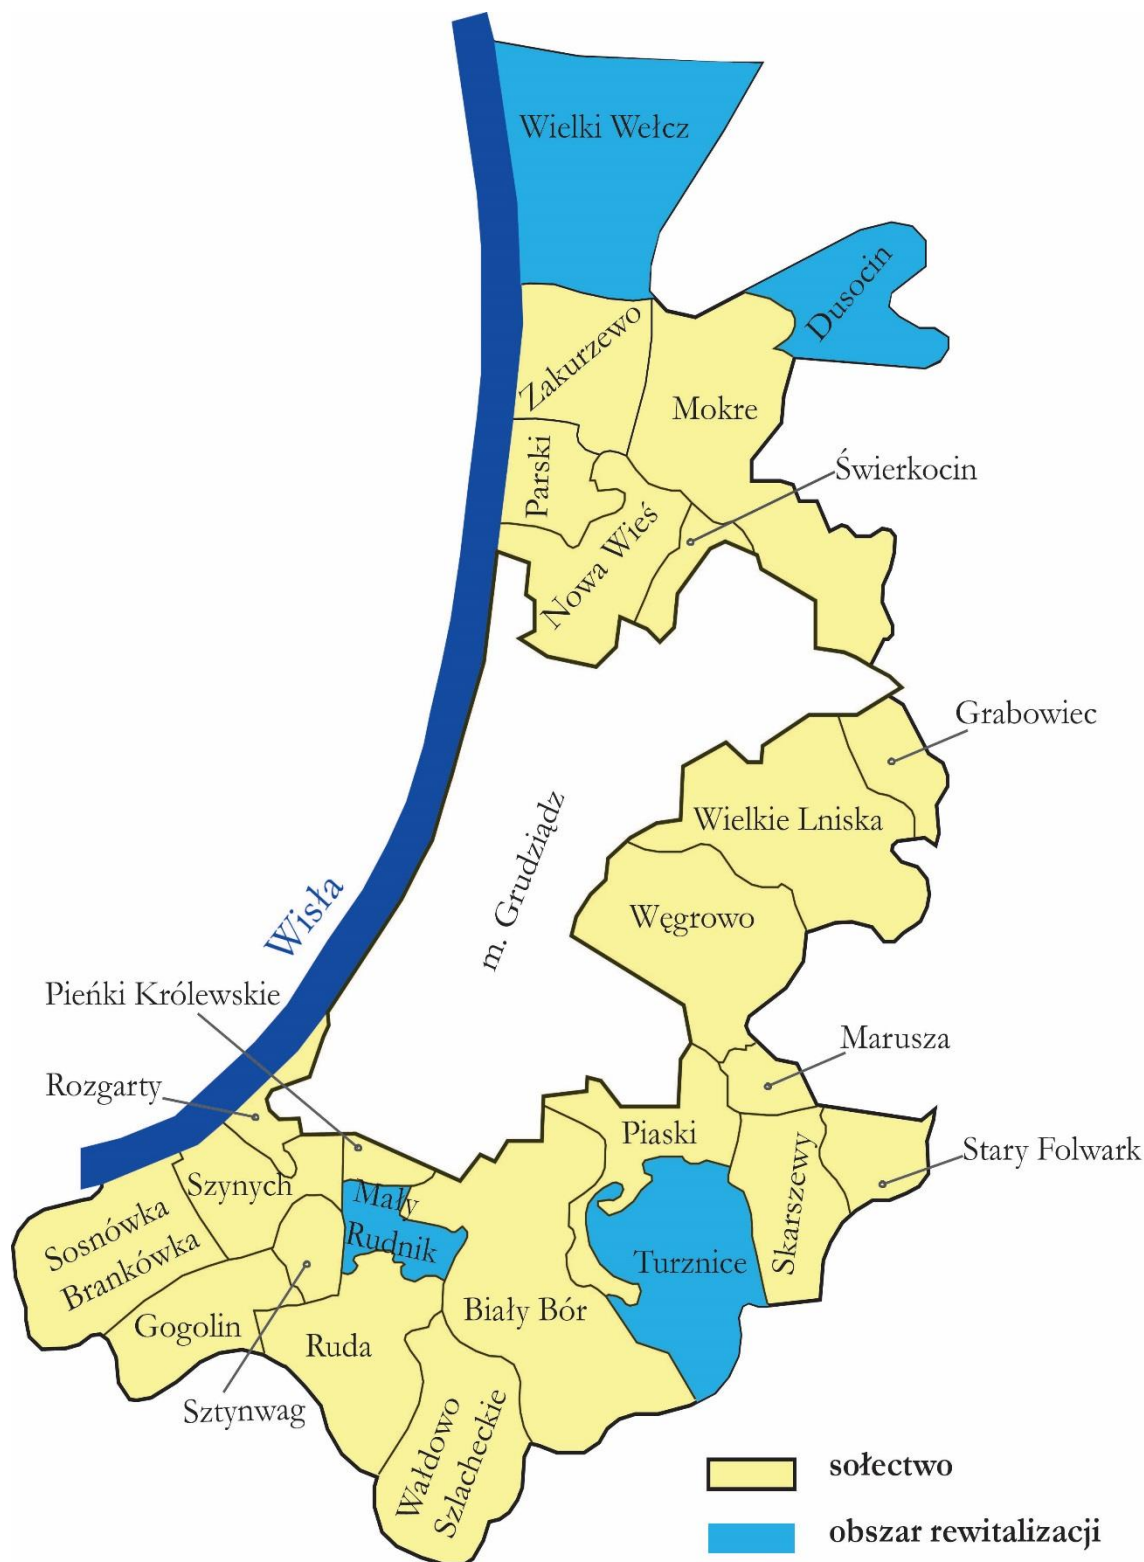 Wielki Wełcz
Dusocin
Zakurzewo
Mokre
Parski
Świerkocin
Nowa Wieś
Grabowiec
Wielkie Lniska
m. Grudziądz
Węgrowo
Wisła
Pieńki Królewskie
Marusza
Rozgarty
Piaski
Stary Folwark
Szynych
Mały
Rudnik
Skarszewy
Sosnówka
Brankówka
Turznice
Biały Bór
Gogolin
Ruda
Sztynwag
Wałdowo
Szlacheckie
sołectwo
obszar rewitalizacji